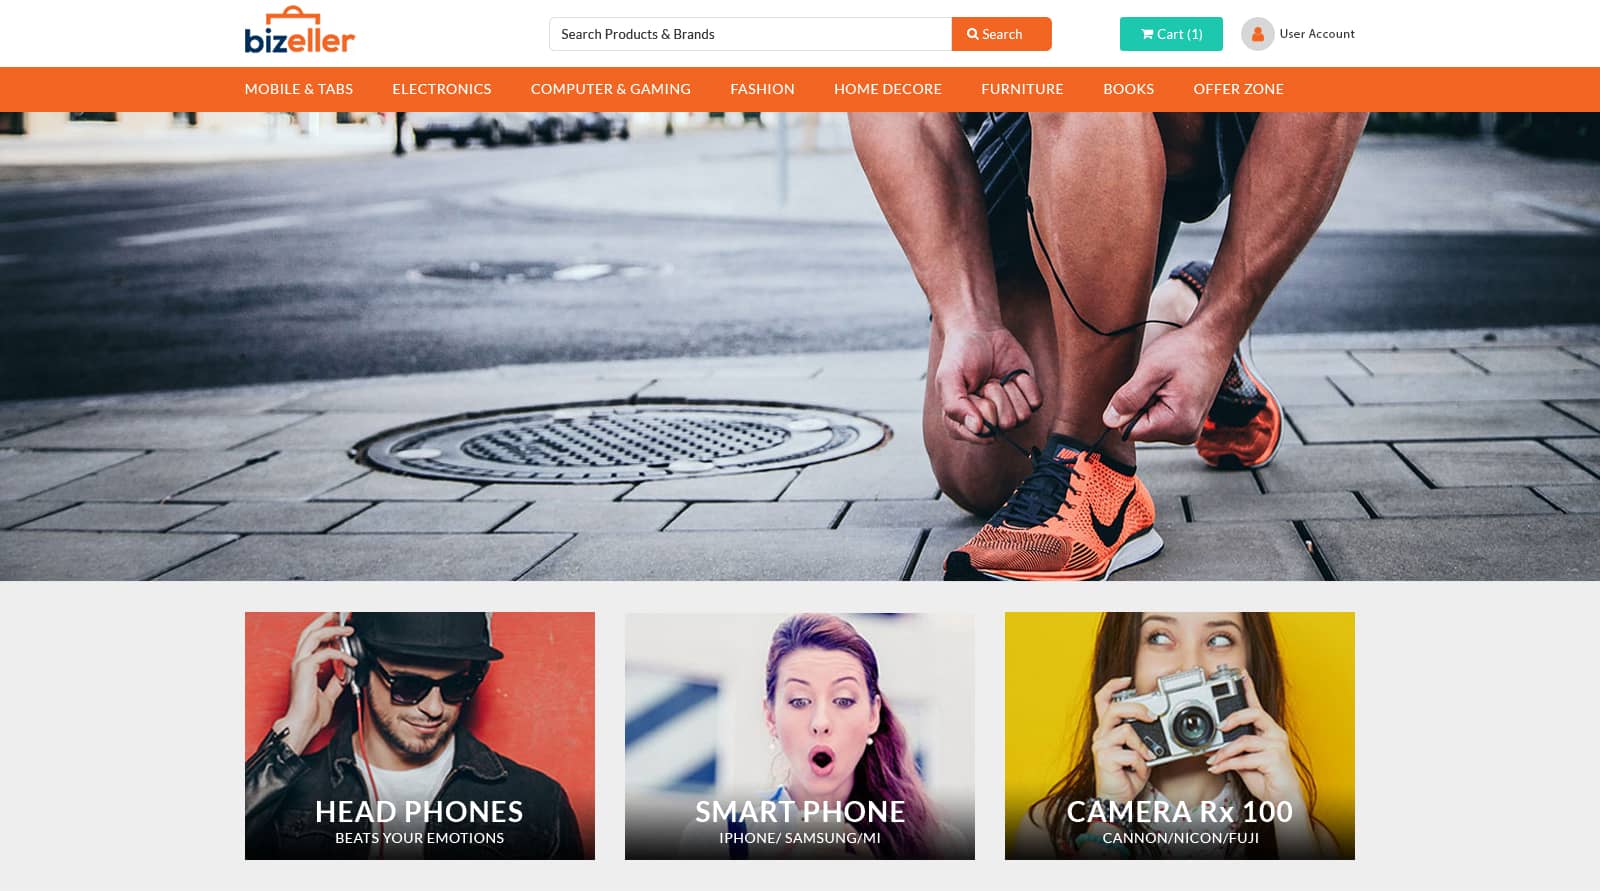 bizeller
Search Products & Brands
Search
Cart (1)
User Account
MOBILE & TABS
ELECTRONICS
COMPUTER & GAMING
FASHION
HOME DECORE
FURNITURE
BOOKS
OFFER ZONE
HEAD PHONES
BEATS YOUR EMOTIONS
SMART PHONE
IPHONE/ SAMSUNG/MI
CAMERA Rx 100
CANNON/NICON/FUJI